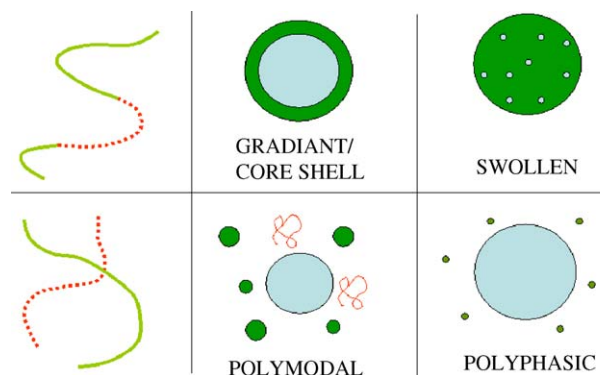 GRADIANT/
CORE SHELL
SWOLLEN
POLYMODAL
POLYPHASIC